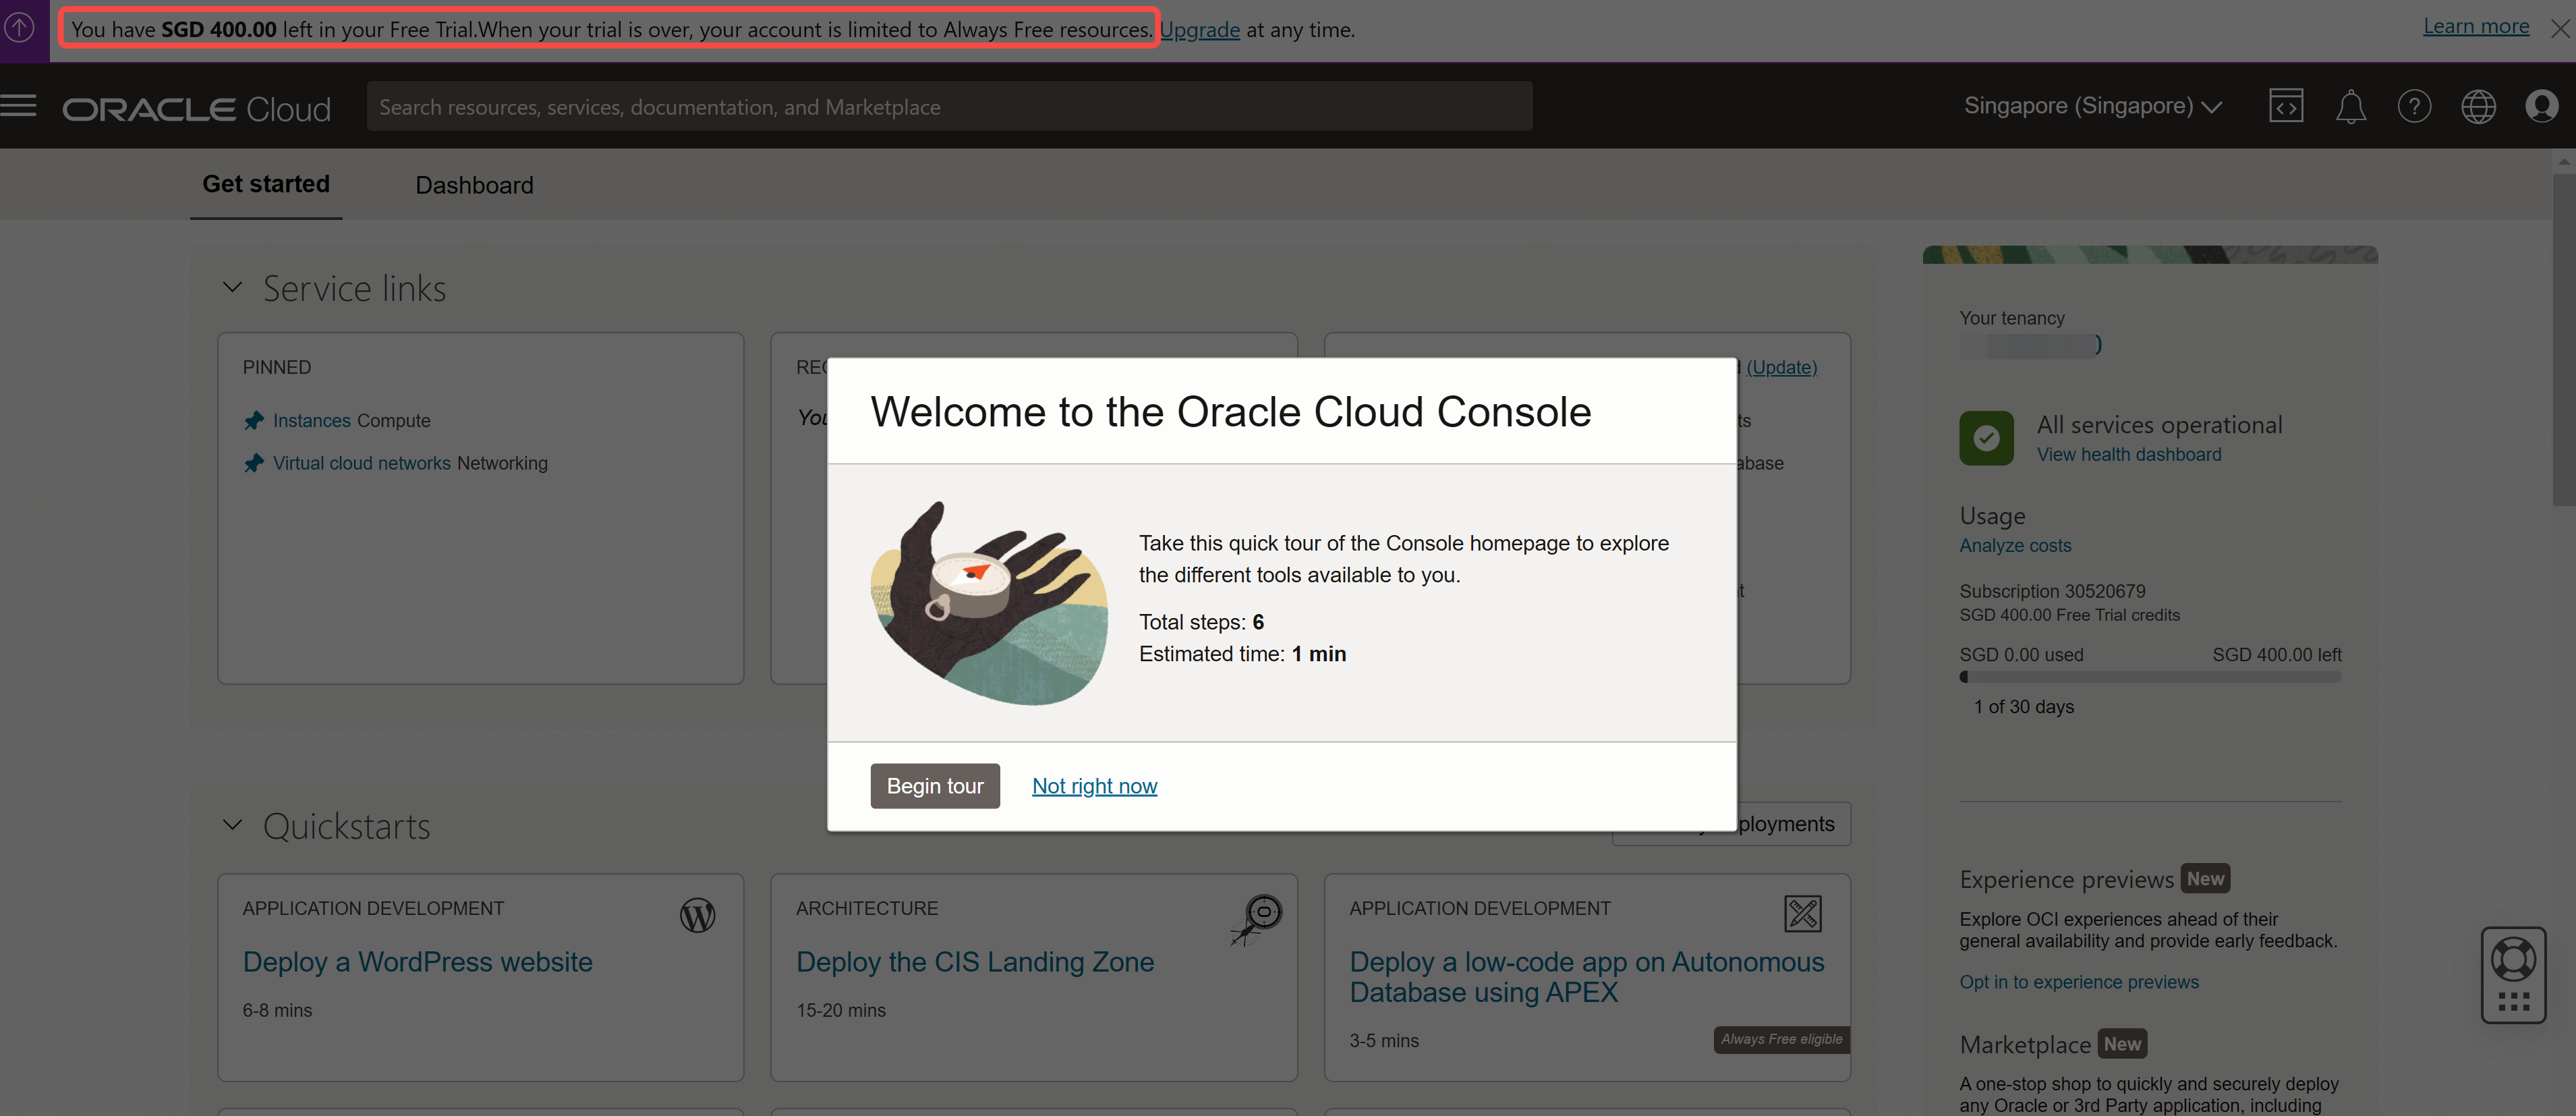 You have SGD 400.00 left in your Free Trial.When your trial is over, your account is limited to Always Free resources. Upgrade at any time.
Learn more
ORACLE Cloud
Search resources, services, documentation, and Marketplace
Singapore (Singapore)
Get started
Dashboard
Service links
PINNED
Instances Compute
Virtual cloud networks Networking
(Update)
Welcome to the Oracle Cloud Console
Take this quick tour of the Console homepage to explore
the different tools available to you.
Total steps: 6
Estimated time: 1 min
Begin tour
Not right now
Your tenancy
All services operational
View health dashboard
Usage
Analyze costs
Subscription 30520679
SGD 400.00 Free Trial credits
SGD 0.00 used
SGD 400.00 left
1 of 30 days
Quickstarts
APPLICATION DEVELOPMENT
Deploy a WordPress website
6-8 mins
ARCHITECTURE
Deploy the CIS Landing Zone
15-20 mins
APPLICATION DEVELOPMENT
Deploy a low-code app on Autonomous
Database using APEX
3-5 mins
Always Free eligible
Experience previews New
Explore OCI experiences ahead of their
general availability and provide early feedback.
Opt in to experience previews
Marketplace New
A one-stop shop to quickly and securely deploy
any Oracle or 3rd Party application, including